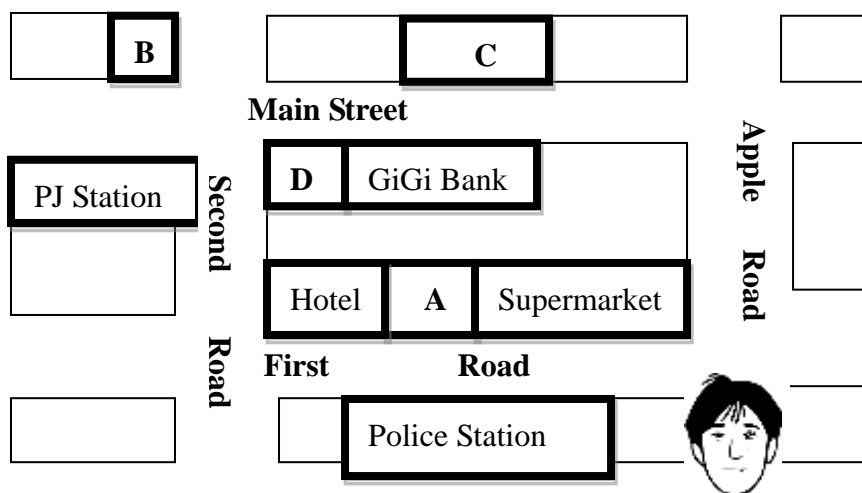 B
C
Main Street
Apple Road
PJ Station
Second Road
D
GiGi Bank
Hotel
A
Supermarket
First Road
Police Station